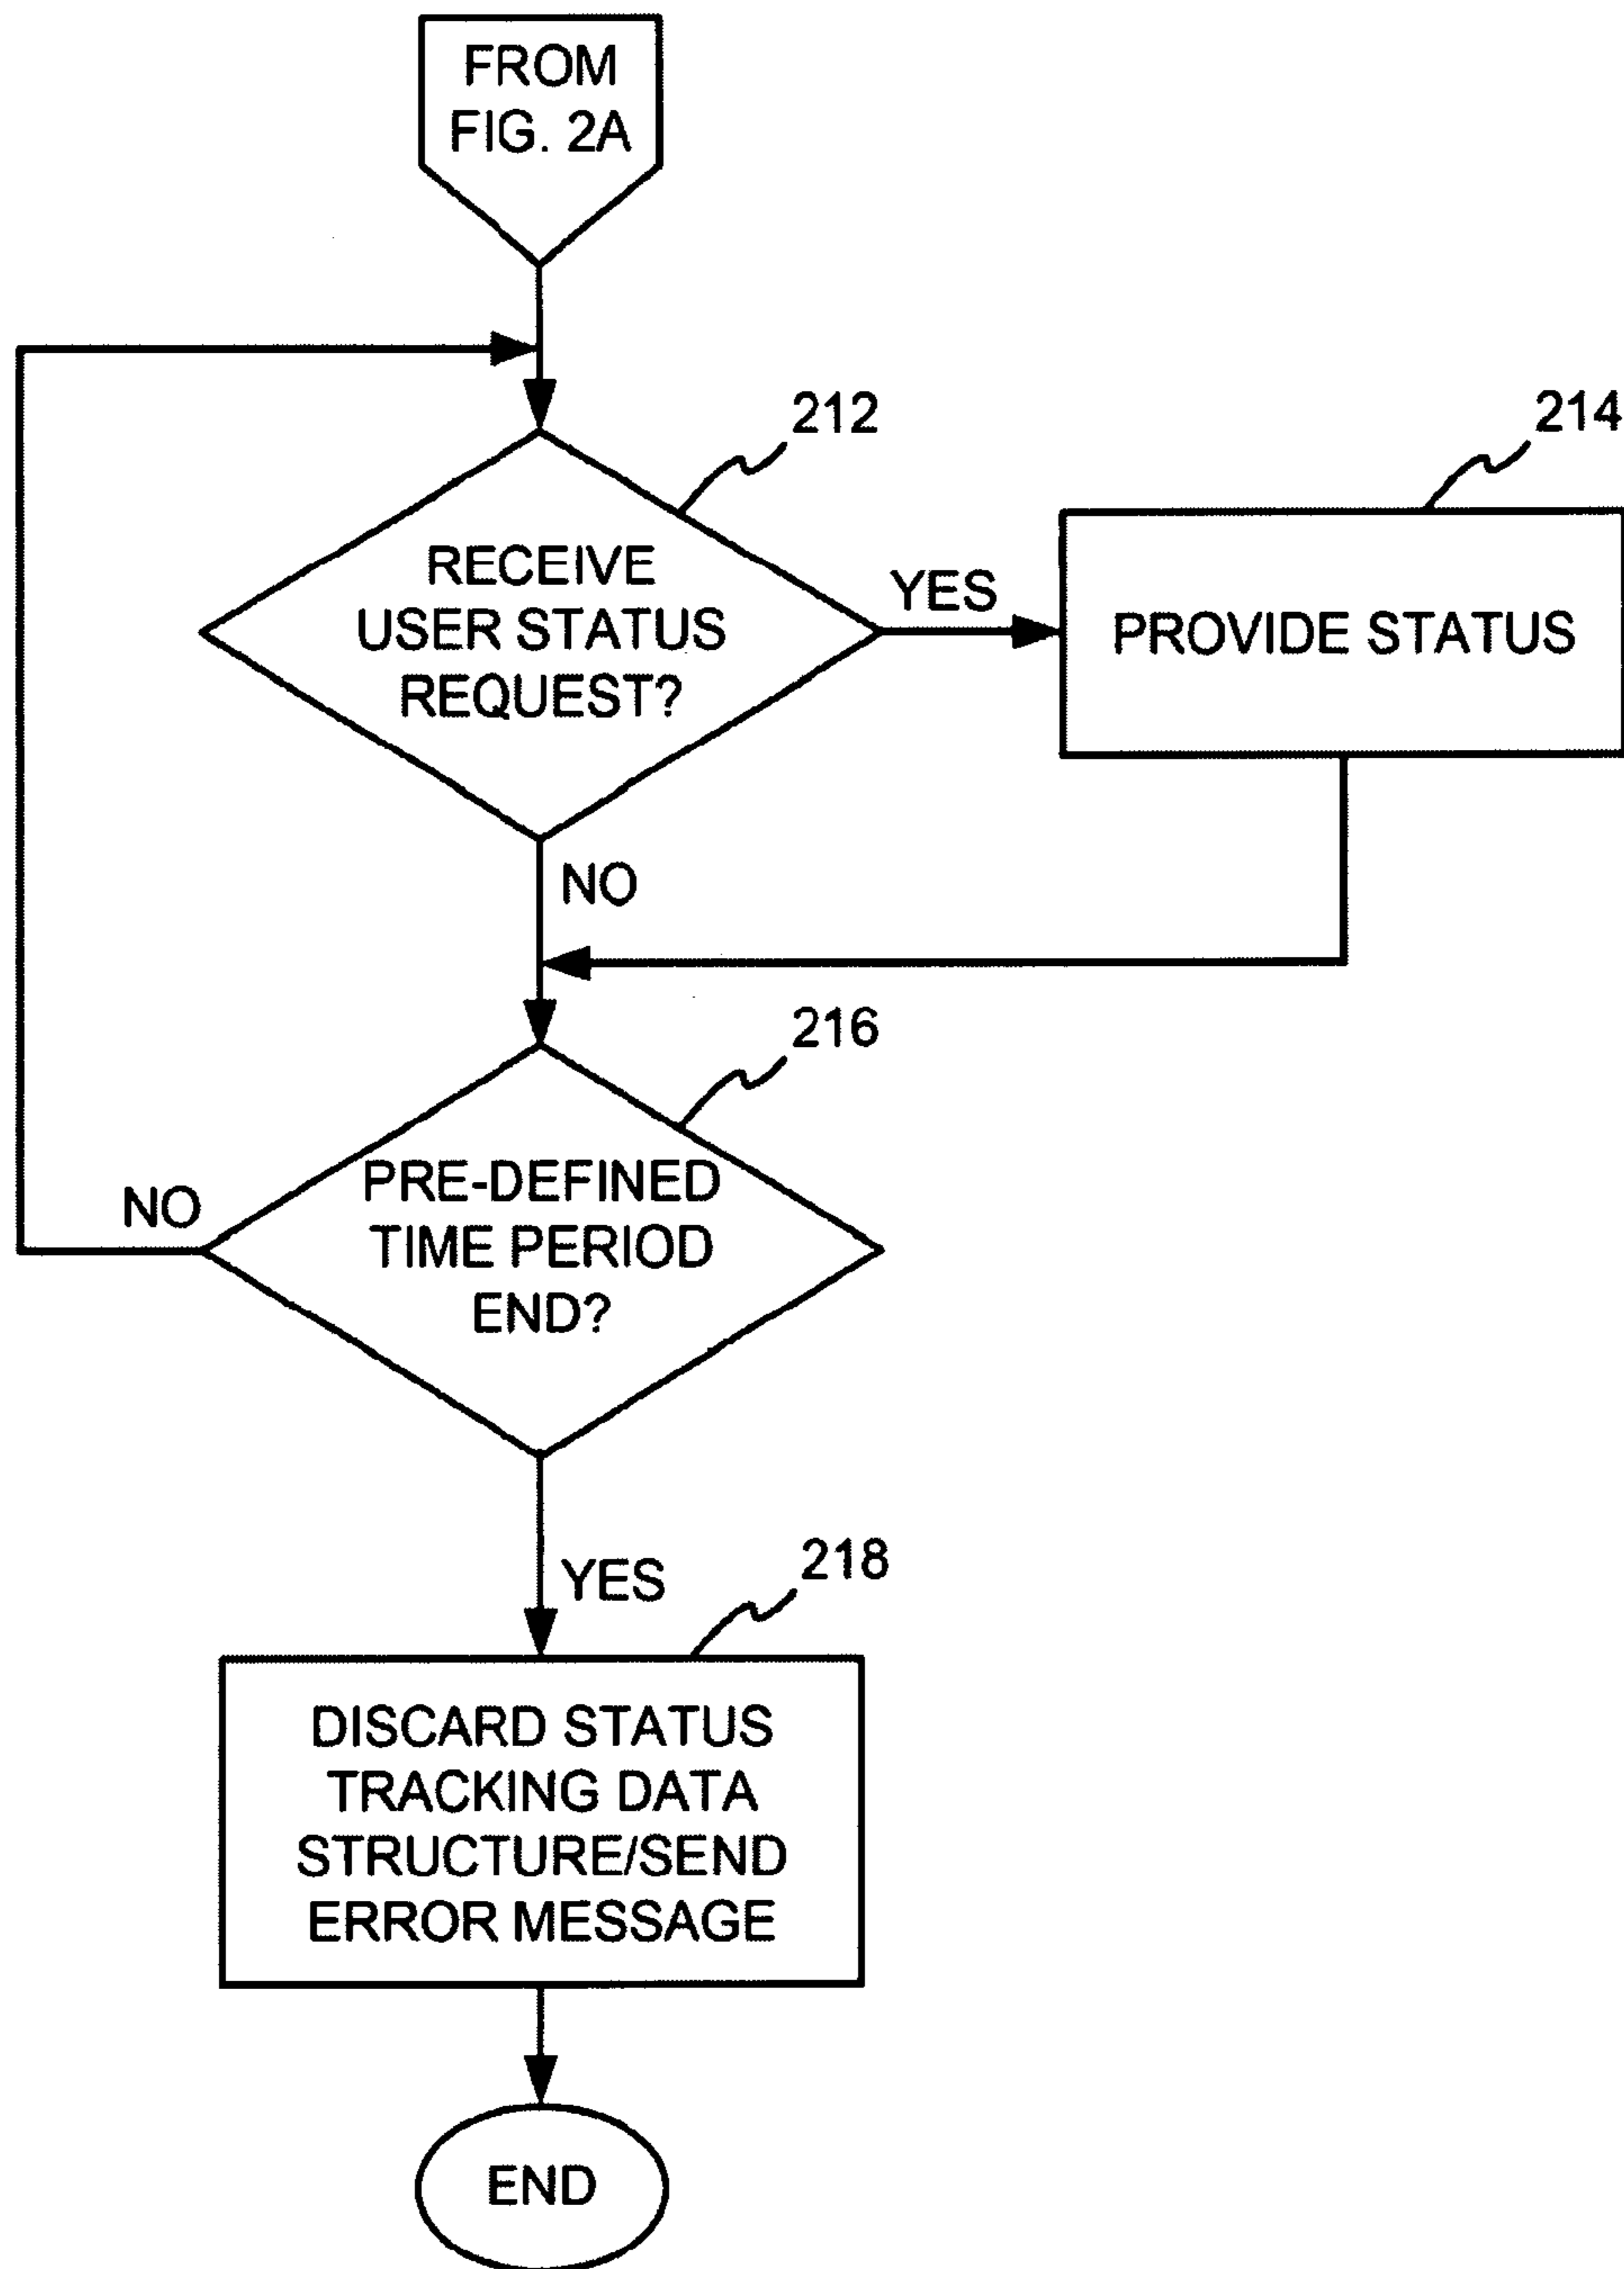 FROM
FIG. 2A
212
214
RECEIVE
USER STATUS
REQUEST?
YES
PROVIDE STATUS
NO
216
PRE-DEFINED
TIME PERIOD
END?
NO
YES
218
DISCARD STATUS
TRACKING DATA
STRUCTURE/SEND
ERROR MESSAGE
END